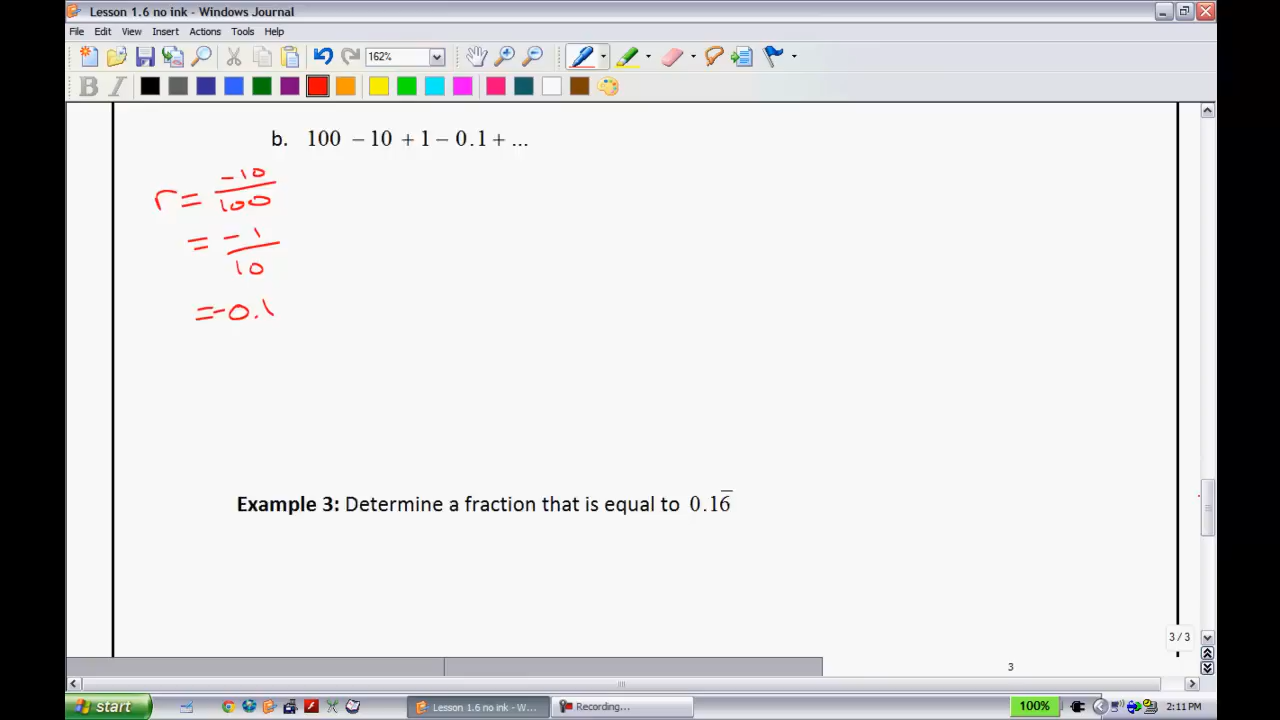 Lesson 1.6 no ink - Windows Journal
File Edit View Insert Actions Tools Help
162%
B I
b. 100 − 10 + 1 − 0.1 + ...
r = -10/100
= -1/10
= -0.1
Example 3: Determine a fraction that is equal to 0.16̅
3 / 3
3
start
Lesson 1.6 no ink - W...
Recording...
100%
2:11 PM